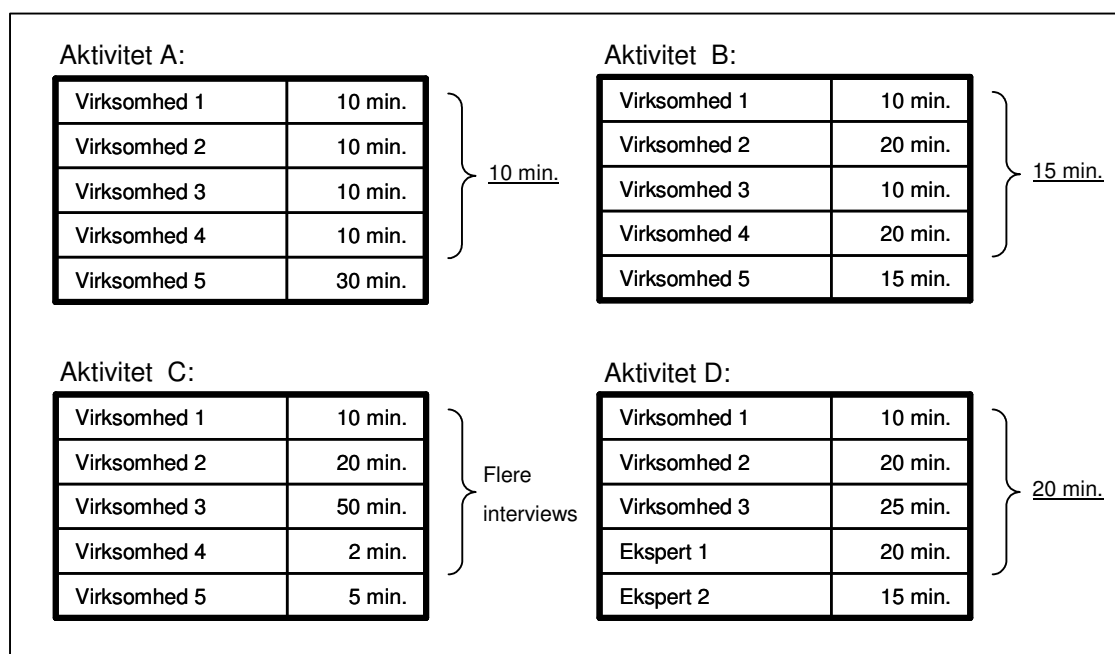 Aktivitet A:
Virksomhed 1 10 min.
Virksomhed 2 10 min.
Virksomhed 3 10 min.
Virksomhed 4 10 min.
Virksomhed 5 30 min.
10 min.
Aktivitet B:
Virksomhed 1 10 min.
Virksomhed 2 20 min.
Virksomhed 3 10 min.
Virksomhed 4 20 min.
Virksomhed 5 15 min.
15 min.
Aktivitet C:
Virksomhed 1 10 min.
Virksomhed 2 20 min.
Virksomhed 3 50 min.
Virksomhed 4 2 min.
Virksomhed 5 5 min.
Flere
interviews
Aktivitet D:
Virksomhed 1 10 min.
Virksomhed 2 20 min.
Virksomhed 3 25 min.
Ekspert 1 20 min.
Ekspert 2 15 min.
20 min.